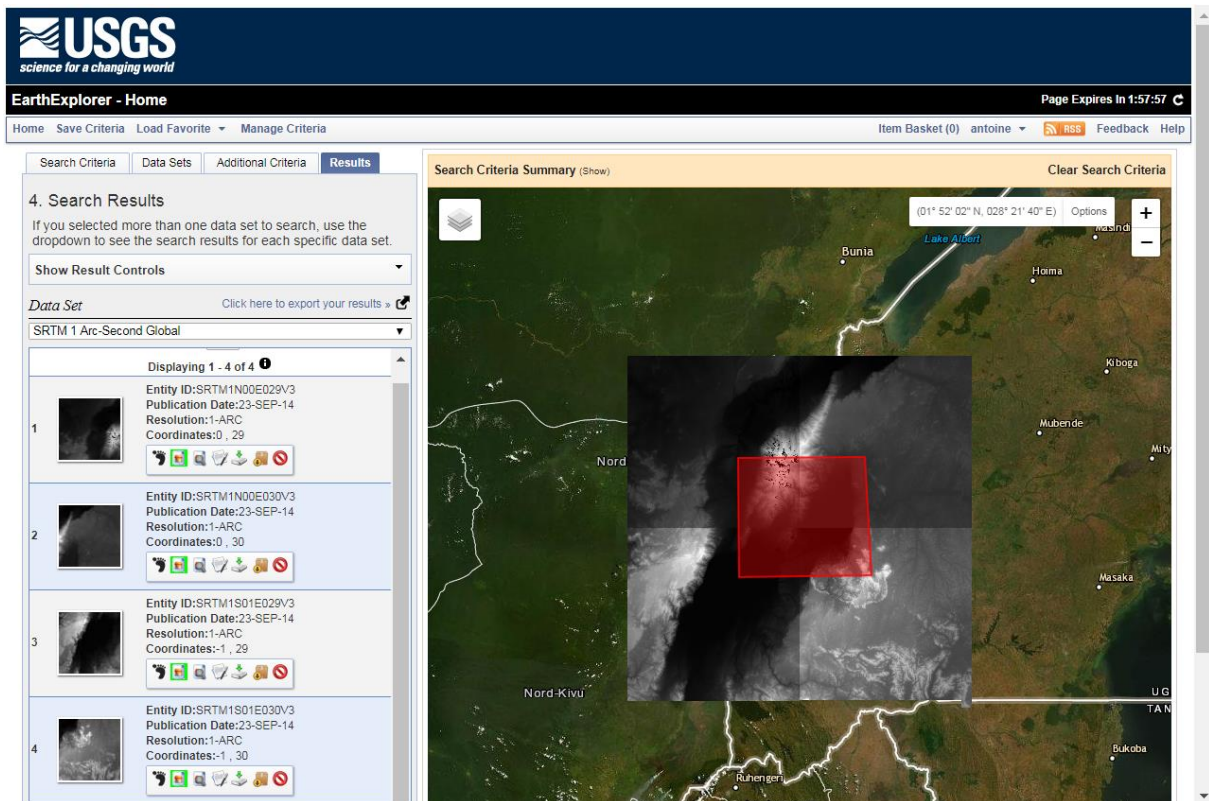 USGS
science for a changing world
EarthExplorer - Home
Page Expires In 1:57:57
Home Save Criteria Load Favorite Manage Criteria
Item Basket (0) antoine RSS Feedback Help
Search Criteria Data Sets Additional Criteria Results
4. Search Results
If you selected more than one data set to search, use the
dropdown to see the search results for each specific data set.
Show Result Controls
Data Set
Click here to export your results »
SRTM 1 Arc-Second Global
Displaying 1 - 4 of 4
1
Entity ID:SRTM1N00E029V3
Publication Date:23-SEP-14
Resolution:1-ARC
Coordinates:0 , 29
2
Entity ID:SRTM1N00E030V3
Publication Date:23-SEP-14
Resolution:1-ARC
Coordinates:0 , 30
3
Entity ID:SRTM1S01E029V3
Publication Date:23-SEP-14
Resolution:1-ARC
Coordinates:-1 , 29
4
Entity ID:SRTM1S01E030V3
Publication Date:23-SEP-14
Resolution:1-ARC
Coordinates:-1 , 30
Search Criteria Summary (Show)
Clear Search Criteria
(01° 52' 02" N, 028° 21' 40" E) Options
+
−
Masindi
Lake Albert
Bunia
Hoima
Kiboga
Mubende
Mity
Nord
Masaka
Nord-Kivu
U G
TAN
Bukoba
Ruhengeri